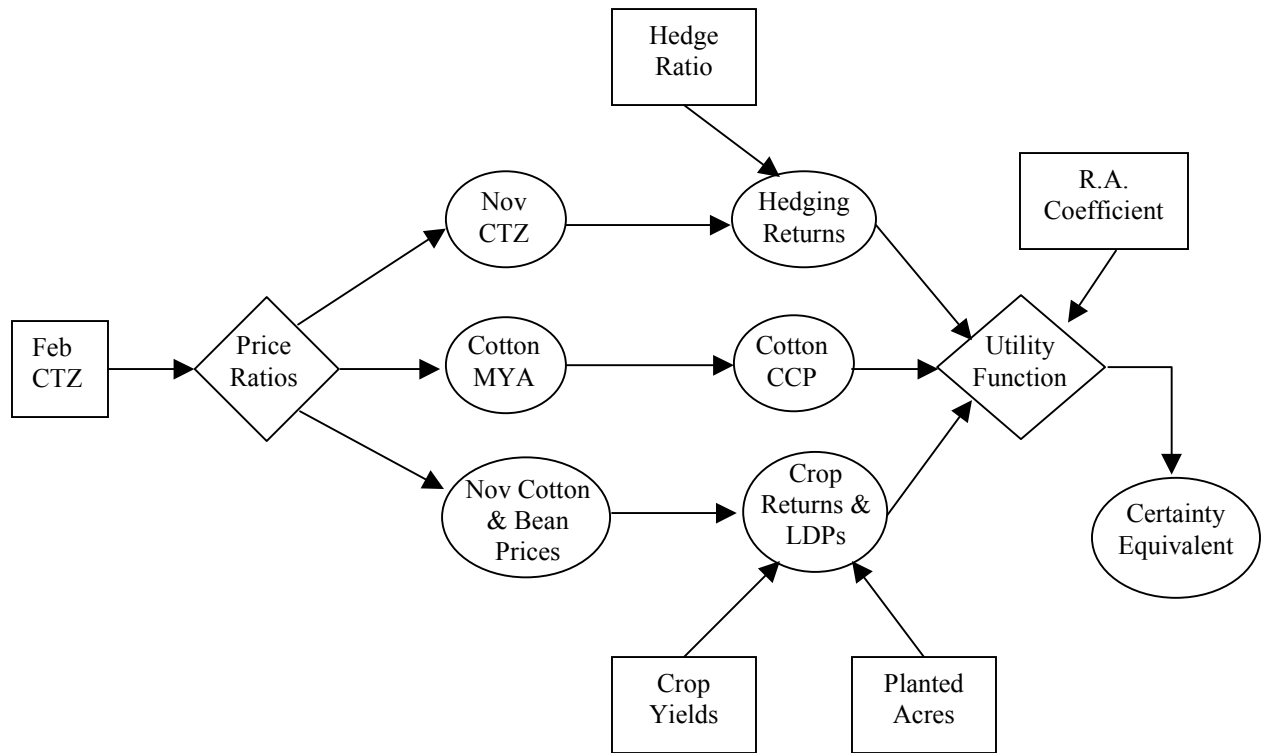 Hedge
Ratio
R.A.
Coefficient
Nov
CTZ
Hedging
Returns
Feb
CTZ
Price
Ratios
Cotton
MYA
Cotton
CCP
Utility
Function
Nov Cotton
& Bean
Prices
Crop
Returns &
LDPs
Certainty
Equivalent
Crop
Yields
Planted
Acres